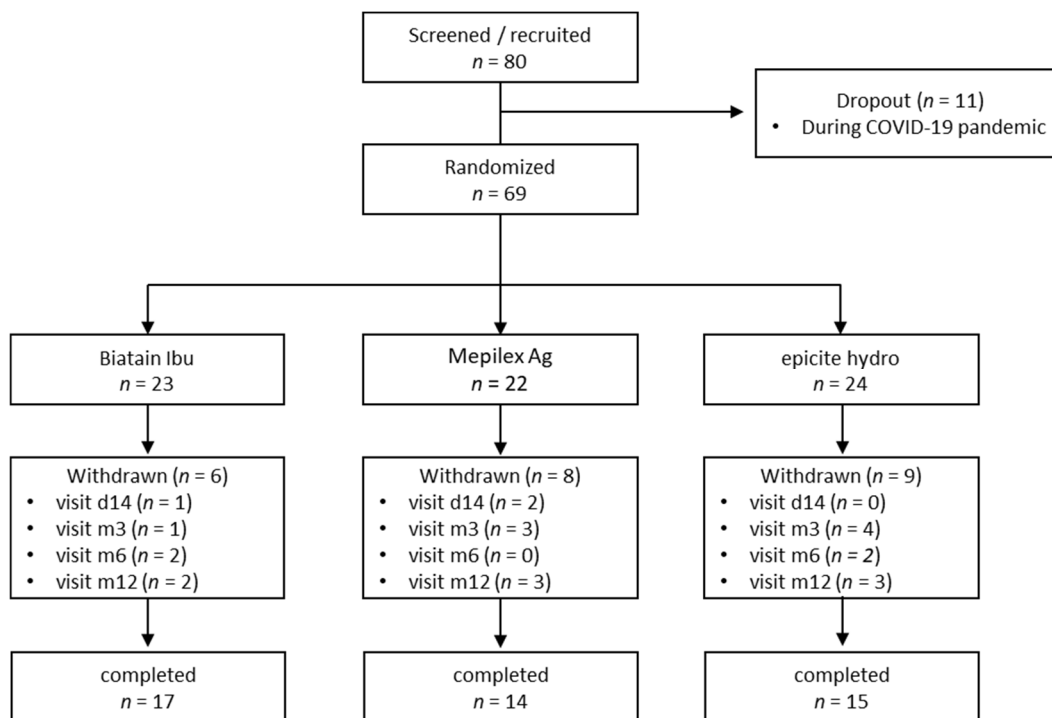 Screened / recruited
n = 80
Dropout (n = 11)
• During COVID-19 pandemic
Randomized
n = 69
Biatain Ibu
n = 23
Mepilex Ag
n = 22
epicite hydro
n = 24
Withdrawn (n = 6)
• visit d14 (n = 1)
• visit m3 (n = 1)
• visit m6 (n = 2)
• visit m12 (n = 2)
Withdrawn (n = 8)
• visit d14 (n = 2)
• visit m3 (n = 3)
• visit m6 (n = 0)
• visit m12 (n = 3)
Withdrawn (n = 9)
• visit d14 (n = 0)
• visit m3 (n = 4)
• visit m6 (n = 2)
• visit m12 (n = 3)
completed
n = 17
completed
n = 14
completed
n = 15